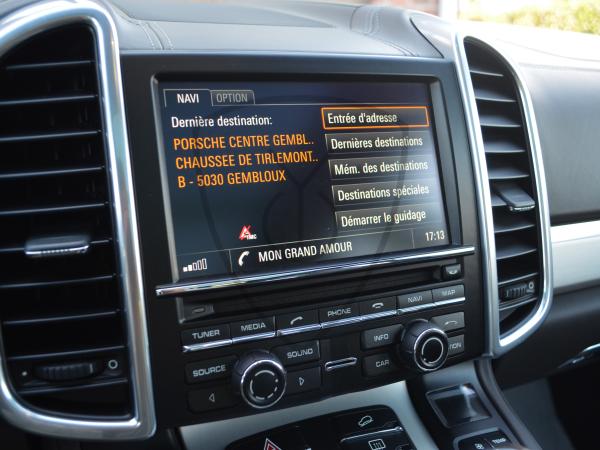 NAVI OPTION
Dernière destination: Entrée d'adresse
PORSCHE CENTRE GEMBL.. Dernières destinations
CHAUSSEE DE TIRLEMONT.. Mém. des destinations
B - 5030 GEMBLOUX Destinations spéciales
TMC Démarrer le guidage
MON GRAND AMOUR 17:13
TUNER MEDIA PHONE NAVI MAP
SOURCE SOUND INFO
CAR
TEMP